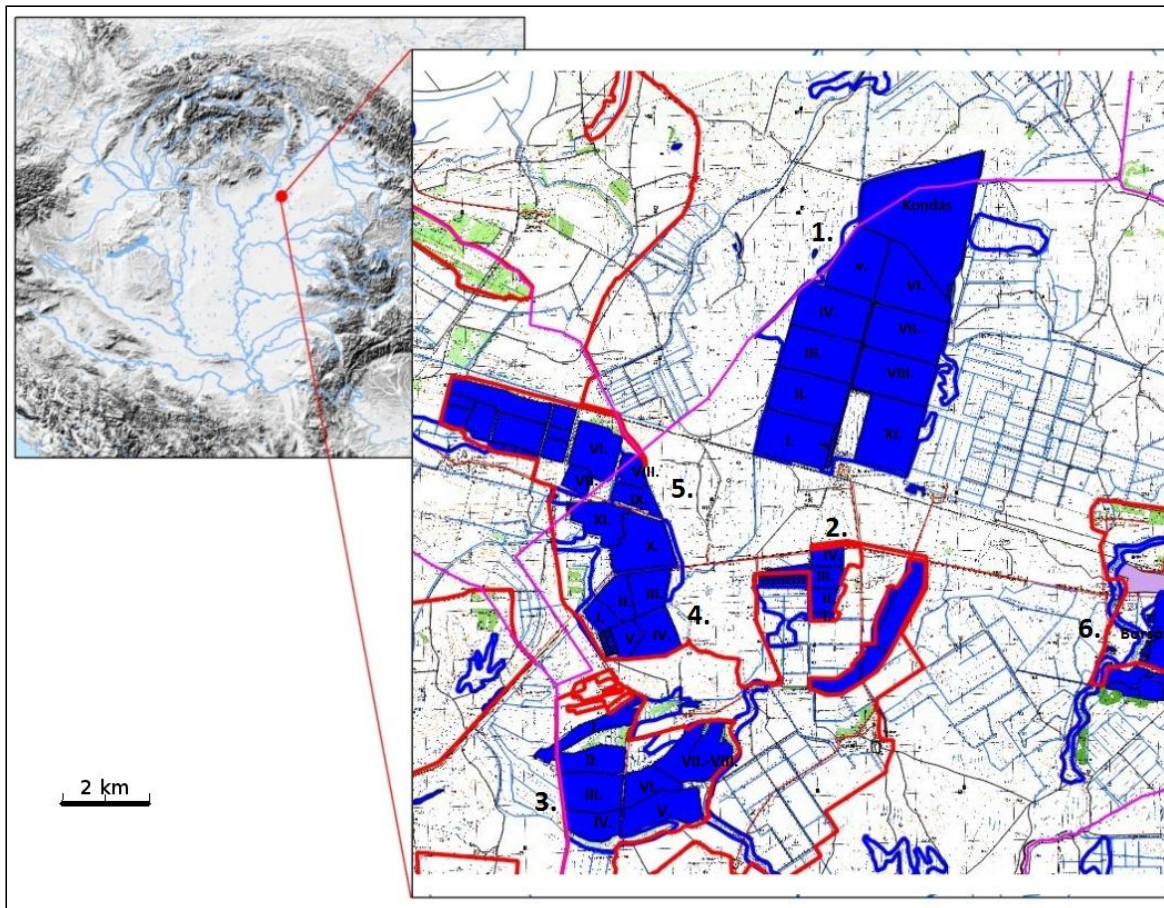 2 km
1.
Kondás
V.
VI.
IV.
VII.
III.
VIII.
II.
I.
XI.
VI.
VIII.
VII.
IX.
5.
XI.
X.
2.
IV.
III.
II.
I.
II.
III.
I.
V.
IV.
4.
6.
II.
VII.-VIII.
VI.
III.
V.
IV.
3.